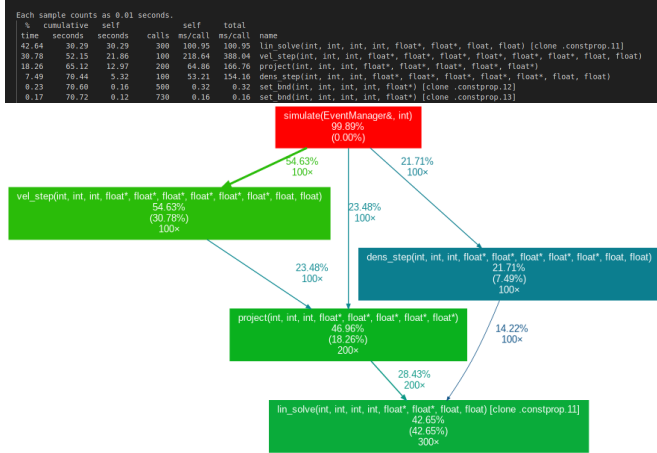 Each sample counts as 0.01 seconds.
% cumulative self self total
time seconds seconds calls ms/call ms/call name
42.64 30.29 30.29 300 100.95 100.95 lin_solve(int, int, int, int, float*, float*, float, float) [clone .constprop.11]
30.78 52.15 21.86 100 218.64 388.04 vel_step(int, int, int, float*, float*, float*, float*, float*, float*, float, float)
18.26 65.12 12.97 200 64.86 166.76 project(int, int, int, float*, float*, float*, float*, float*)
7.49 70.44 5.32 100 53.21 154.16 dens_step(int, int, int, float*, float*, float*, float*, float*, float, float)
0.23 70.60 0.16 500 0.32 0.32 set_bnd(int, int, int, int, float*) [clone .constprop.12]
0.17 70.72 0.12 730 0.16 0.16 set_bnd(int, int, int, int, float*) [clone .constprop.13]
simulate(EventManager&, int)
99.89%
(0.00%)
54.63%
100×
21.71%
100×
vel_step(int, int, int, float*, float*, float*, float*, float*, float*, float, float)
54.63%
(30.78%)
100×
23.48%
100×
dens_step(int, int, int, float*, float*, float*, float*, float*, float, float)
21.71%
(7.49%)
100×
23.48%
100×
project(int, int, int, float*, float*, float*, float*, float*)
46.96%
(18.26%)
200×
14.22%
100×
28.43%
200×
lin_solve(int, int, int, int, float*, float*, float, float) [clone .constprop.11]
42.65%
(42.65%)
300×